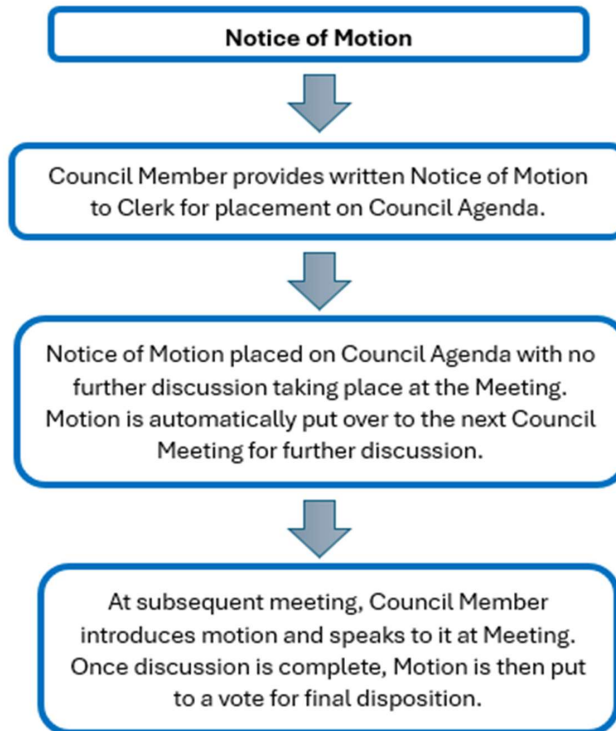 Notice of Motion
Council Member provides written Notice of Motion
to Clerk for placement on Council Agenda.
Notice of Motion placed on Council Agenda with no
further discussion taking place at the Meeting.
Motion is automatically put over to the next Council
Meeting for further discussion.
At subsequent meeting, Council Member
introduces motion and speaks to it at Meeting.
Once discussion is complete, Motion is then put
to a vote for final disposition.